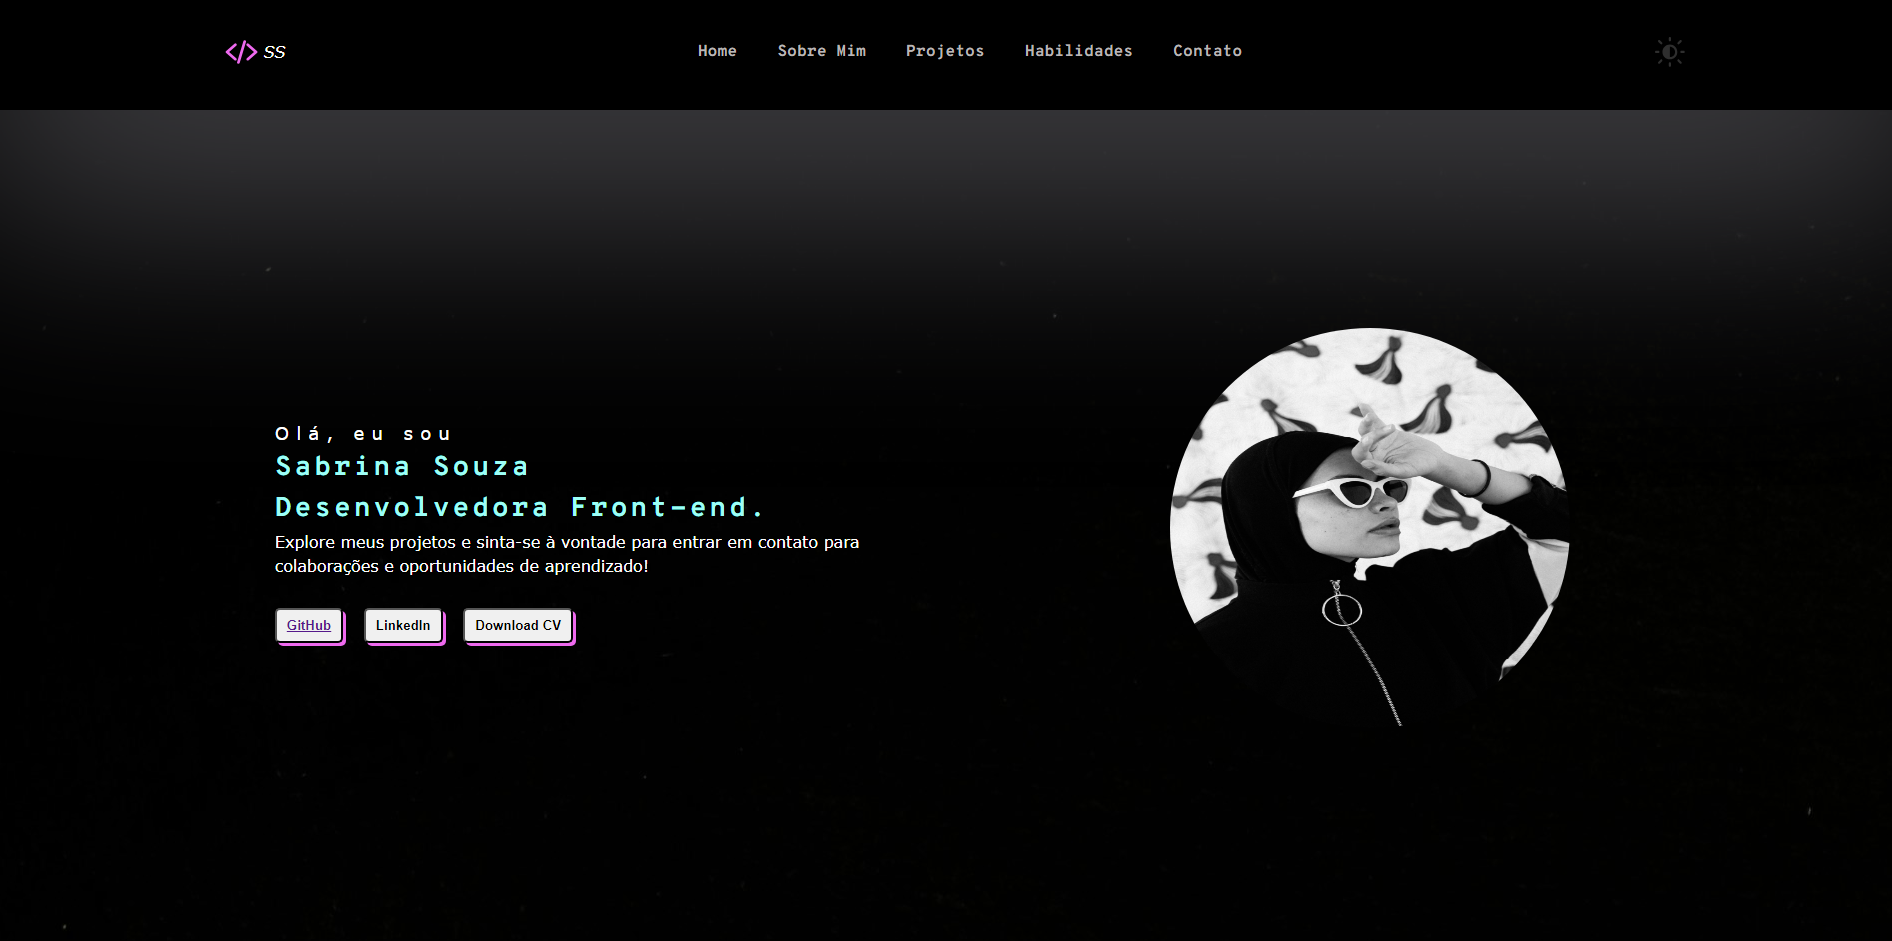 </> SS
Home Sobre Mim Projetos Habilidades Contato
Olá, eu sou
Sabrina Souza
Desenvolvedora Front-end.
Explore meus projetos e sinta-se à vontade para entrar em contato para
colaborações e oportunidades de aprendizado!
GitHub LinkedIn Download CV